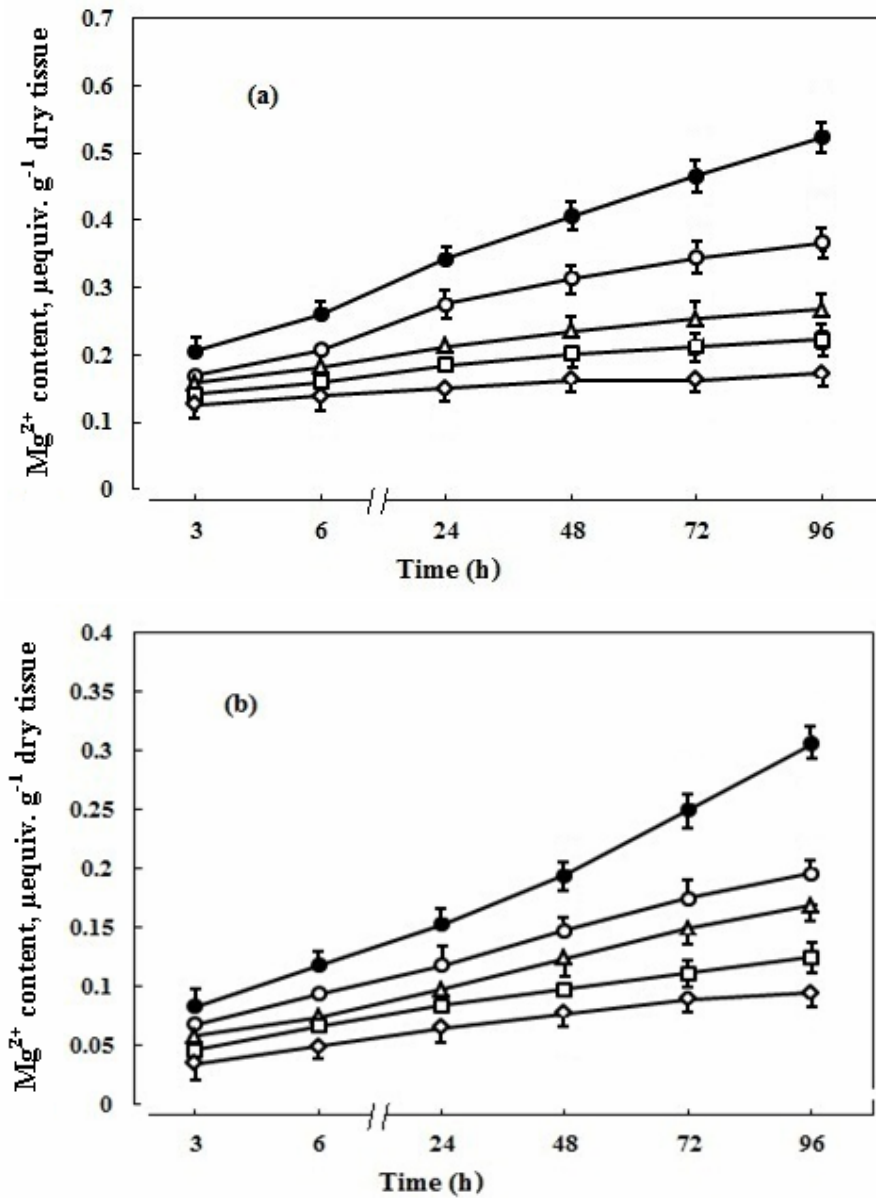 0.7
0.6
0.5
0.4
0.3
0.2
0.1
0
Mg²⁺ content, µequiv. g⁻¹ dry tissue
(a)
3 6 24 48 72 96
Time (h)
0.4
0.35
0.3
0.25
0.2
0.15
0.1
0.05
0
Mg²⁺ content, µequiv. g⁻¹ dry tissue
(b)
3 6 24 48 72 96
Time (h)